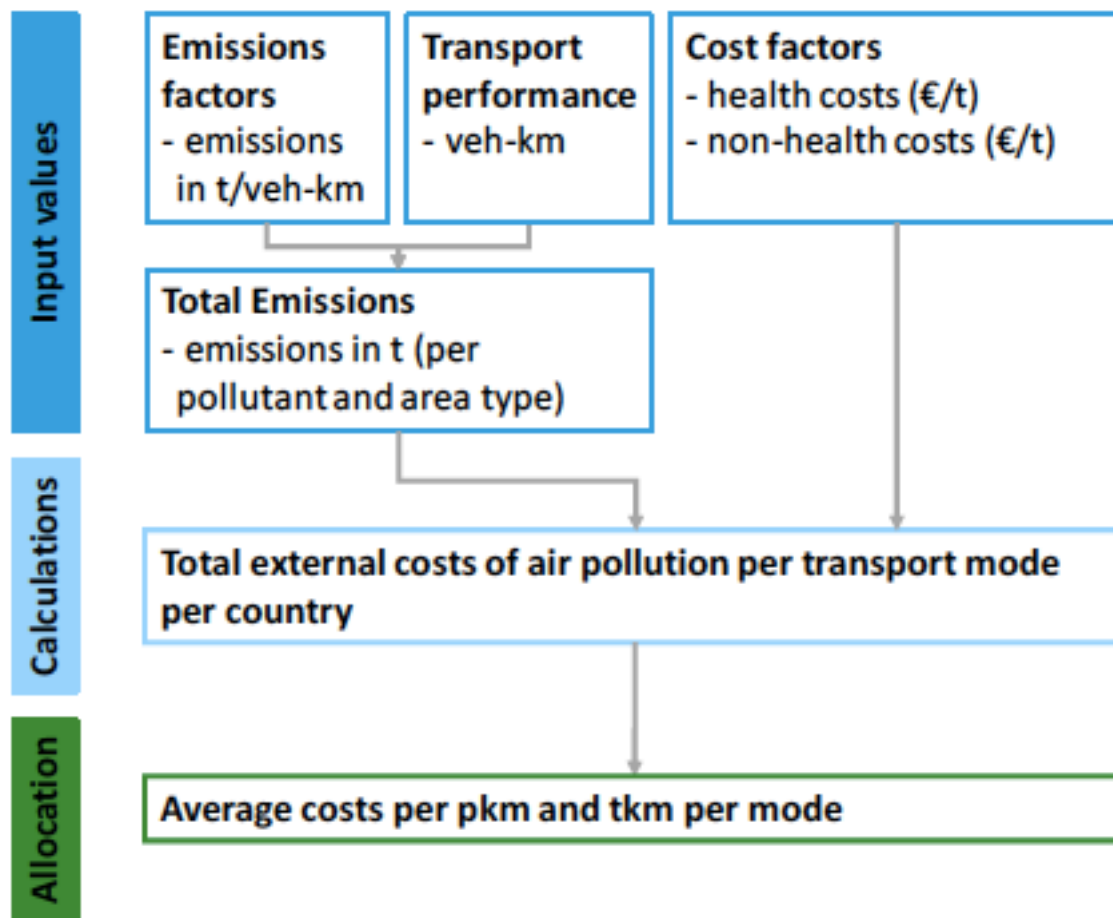 Input values
Emissions
factors
- emissions
in t/veh-km
Transport
performance
- veh-km
Cost factors
- health costs (€/t)
- non-health costs (€/t)
Total Emissions
- emissions in t (per
pollutant and area type)
Calculations
Total external costs of air pollution per transport mode
per country
Allocation
Average costs per pkm and tkm per mode